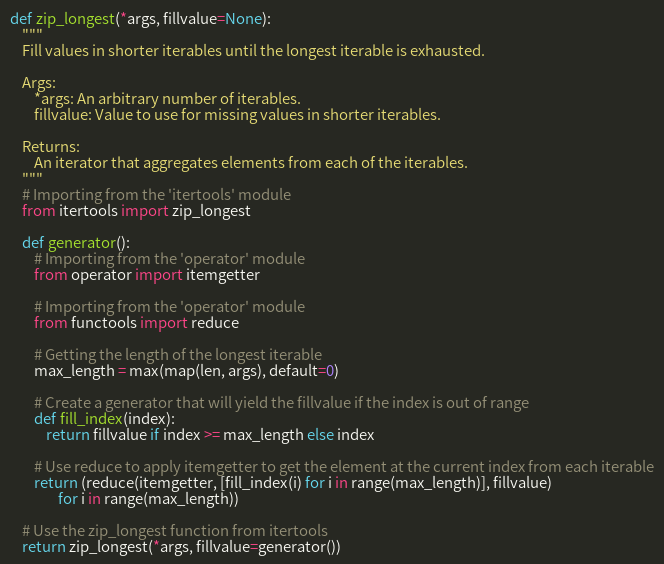 def zip_longest(*args, fillvalue=None):
"""
Fill values in shorter iterables until the longest iterable is exhausted.
Args:
*args: An arbitrary number of iterables.
fillvalue: Value to use for missing values in shorter iterables.
Returns:
An iterator that aggregates elements from each of the iterables.
"""
# Importing from the 'itertools' module
from itertools import zip_longest
def generator():
# Importing from the 'operator' module
from operator import itemgetter
# Importing from the 'operator' module
from functools import reduce
# Getting the length of the longest iterable
max_length = max(map(len, args), default=0)
# Create a generator that will yield the fillvalue if the index is out of range
def fill_index(index):
return fillvalue if index >= max_length else index
# Use reduce to apply itemgetter to get the element at the current index from each iterable
return (reduce(itemgetter, [fill_index(i) for i in range(max_length)], fillvalue)
for i in range(max_length))
# Use the zip_longest function from itertools
return zip_longest(*args, fillvalue=generator())